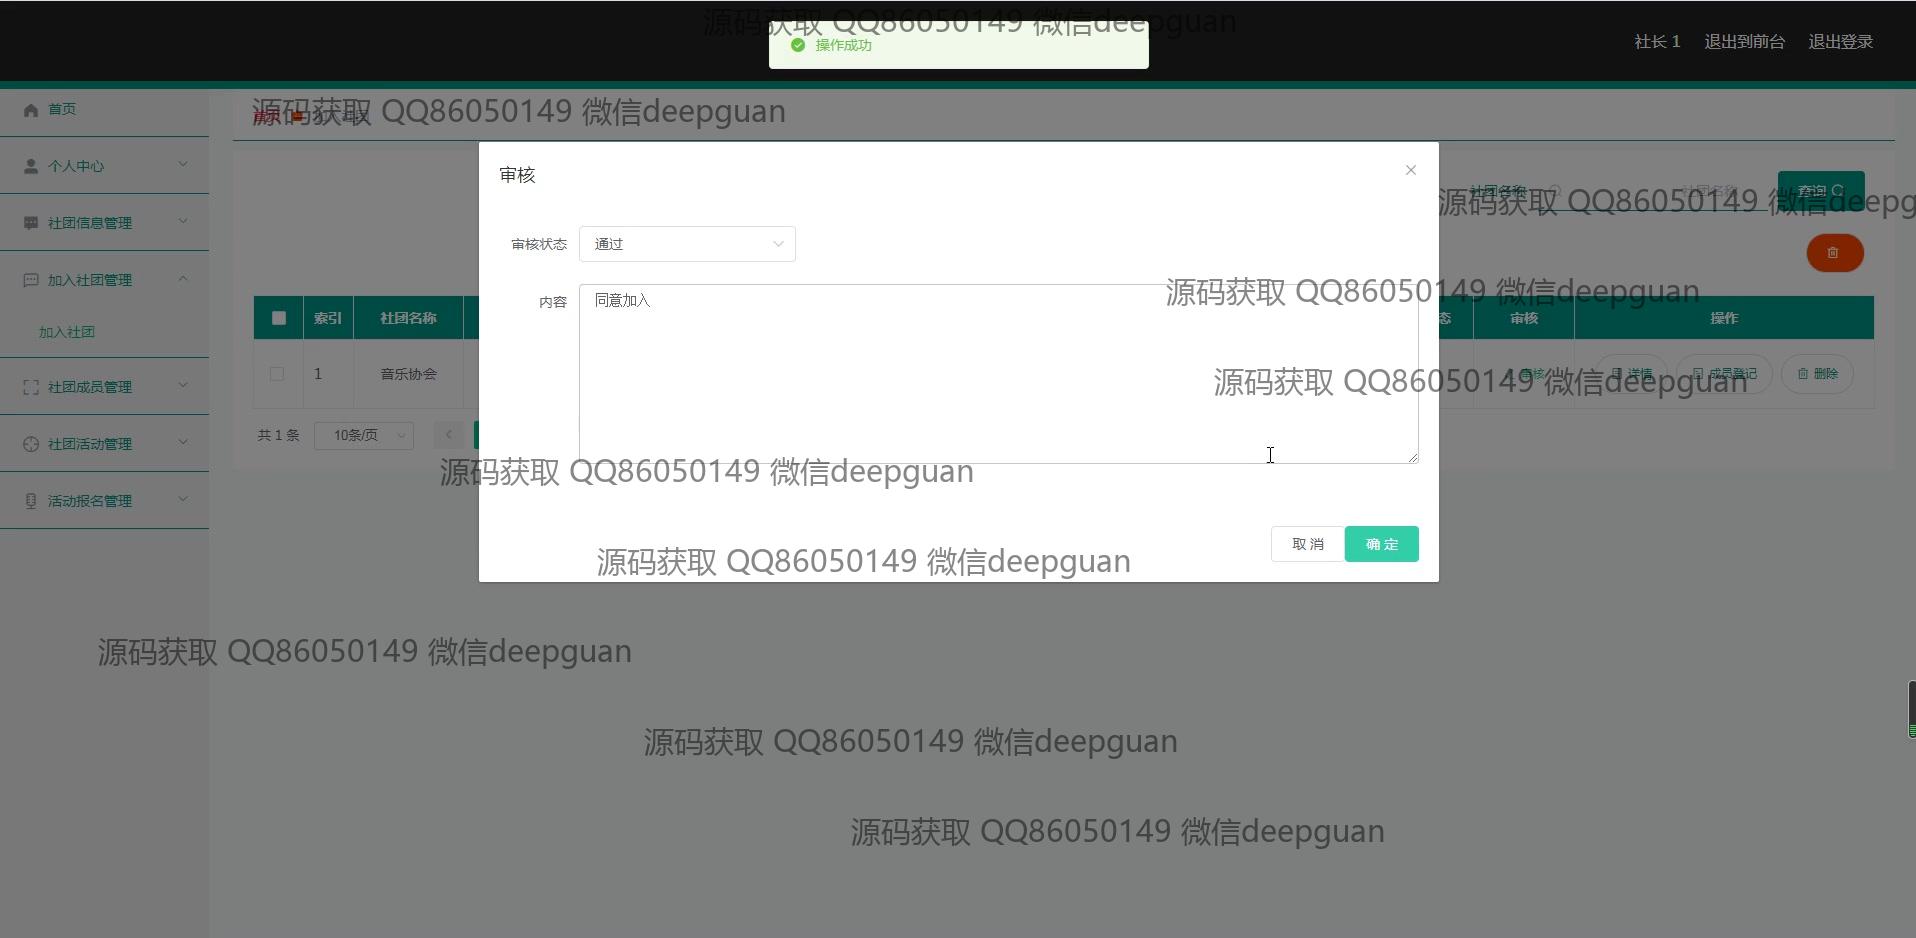 源码获取 QQ86050149 微信deepguan
操作成功
社长 1 退出到前台 退出登录
首页
源码获取 QQ86050149 微信deepguan
个人中心
社团信息管理
加入社团管理
加入社团
社团成员管理
社团活动管理
活动报名管理
审核
社团名称 社团名称 查询
源码获取 QQ86050149 微信deepg
审核状态 通过
内容 同意加入
源码获取 QQ86050149 微信deepguan
索引 社团名称 态 审核 操作
1 音乐协会 审核 详情 成员登记 删除
源码获取 QQ86050149 微信deepguan
共 1 条 10条/页
源码获取 QQ86050149 微信deepguan
取 消 确 定
源码获取 QQ86050149 微信deepguan
源码获取 QQ86050149 微信deepguan
源码获取 QQ86050149 微信deepguan
源码获取 QQ86050149 微信deepguan